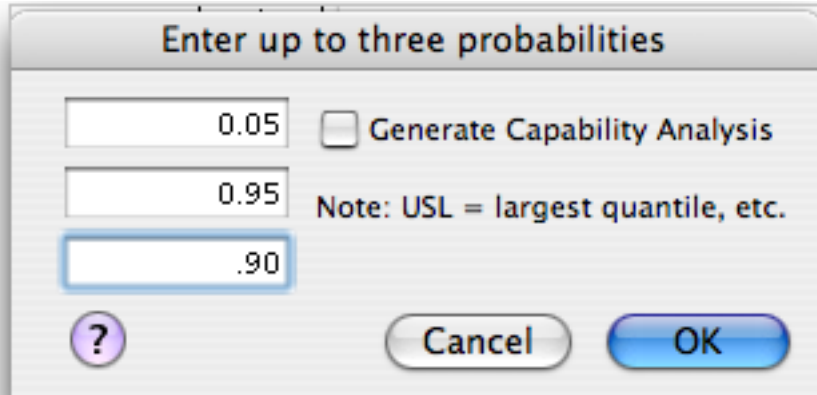 Enter up to three probabilities
0.05 Generate Capability Analysis
0.95 Note: USL = largest quantile, etc.
.90
? Cancel OK